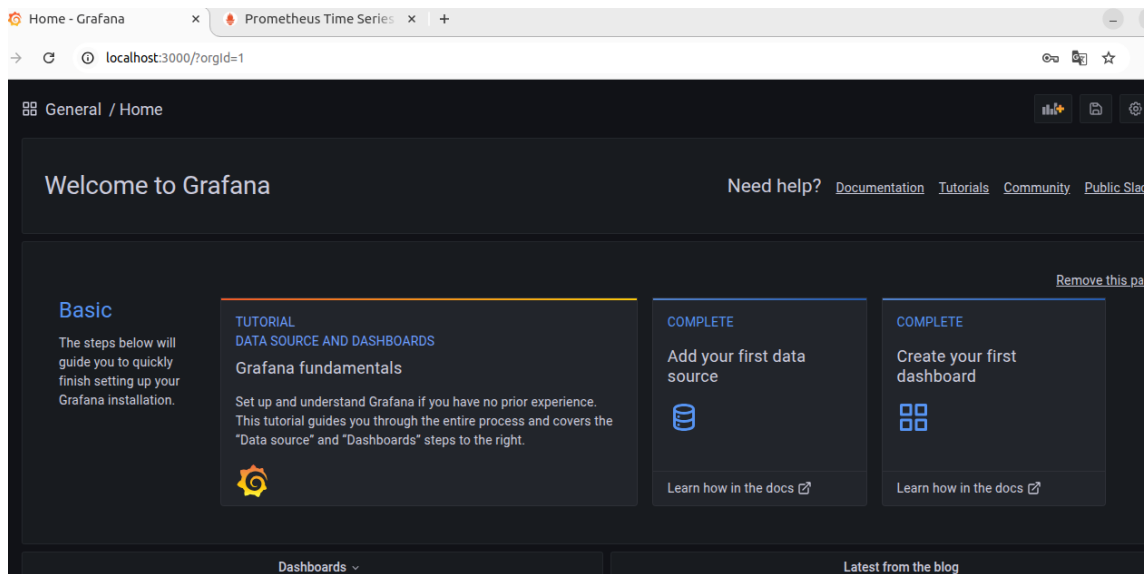 Home - Grafana
Prometheus Time Series
localhost:3000/?orgId=1
General / Home
Welcome to Grafana
Need help? Documentation Tutorials Community Public Slac
Remove this pa
Basic
The steps below will
guide you to quickly
finish setting up your
Grafana installation.
TUTORIAL
DATA SOURCE AND DASHBOARDS
Grafana fundamentals
Set up and understand Grafana if you have no prior experience.
This tutorial guides you through the entire process and covers the
"Data source" and "Dashboards" steps to the right.
COMPLETE
Add your first data
source
Learn how in the docs
COMPLETE
Create your first
dashboard
Learn how in the docs
Dashboards
Latest from the blog